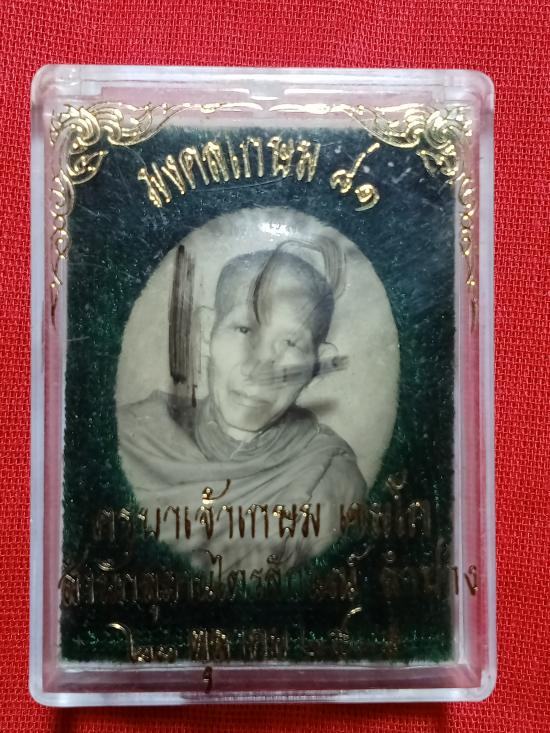 มงคลเกษม ๘๑
ครูบาเจ้าเกษม เขมโก
สำนักสุสานไตรลักษณ์ ลำปาง